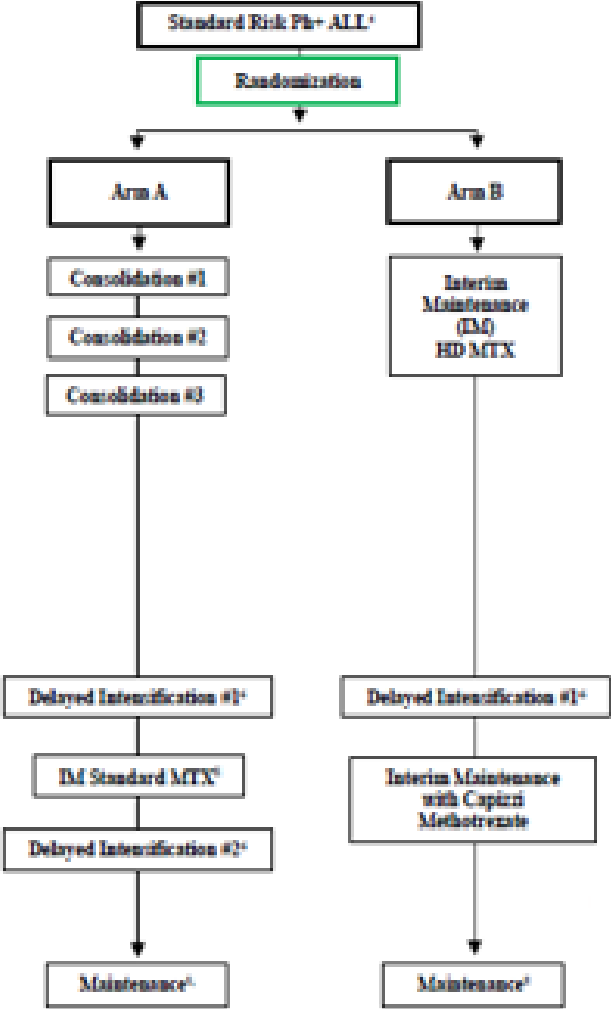 Standard Risk Ph+ ALL
Randomization
Arm A
Arm B
Consolidation #1
Consolidation #2
Consolidation #3
Interim
Maintenance
(IM)
HD MTX
Delayed Intensification #1
Delayed Intensification #1
IM Standard MTX
Interim Maintenance
with Capizzi
Methotrexate
Delayed Intensification #2
Maintenance
Maintenance